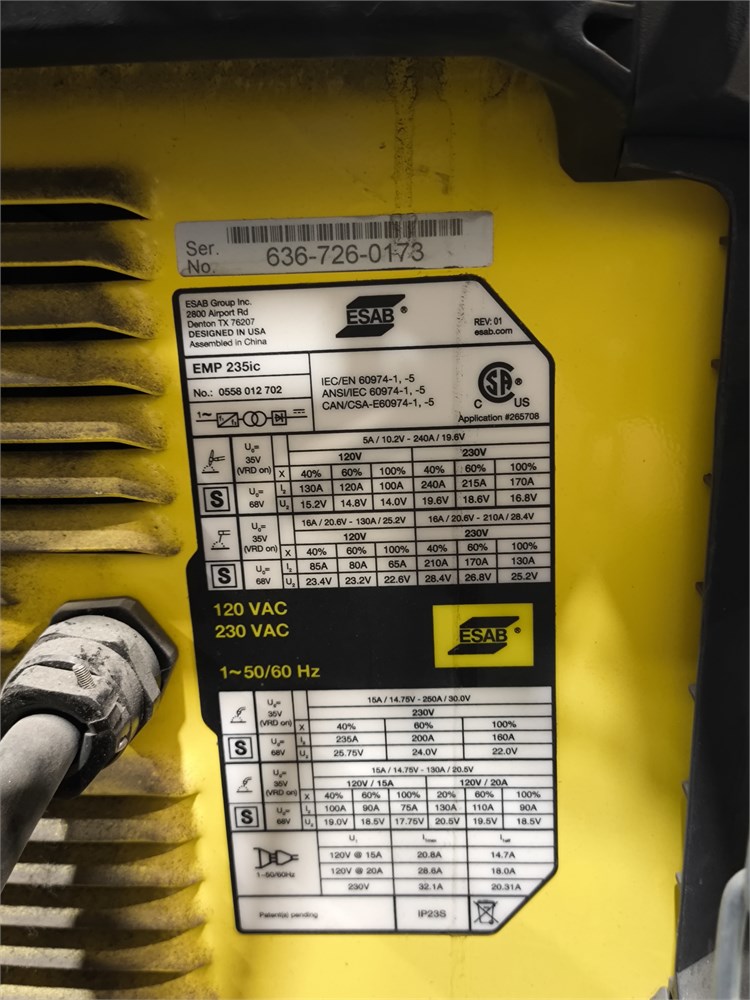 Ser. No. 636-726-0173
ESAB Group Inc.
2800 Airport Rd
Denton TX 76207
DESIGNED IN USA
Assembled in China
ESAB®
REV: 01
esab.com
EMP 235ic
No.: 0558 012 702
1~
IEC/EN 60974-1, -5
ANSI/IEC 60974-1, -5
CAN/CSA-E60974-1, -5
SA
C US
Application #265708
U₀= 35V (VRD on)
5A / 10.2V - 240A / 19.6V
120V 230V
X 40% 60% 100% 40% 60% 100%
S U₀= 68V
I₂ 130A 120A 100A 240A 215A 170A
U₂ 15.2V 14.8V 14.0V 19.6V 18.6V 16.8V
U₀= 35V (VRD on)
16A / 20.6V - 130A / 25.2V 16A / 20.6V - 210A / 28.4V
120V 230V
X 40% 60% 100% 40% 60% 100%
S U₀= 68V
I₂ 85A 80A 65A 210A 170A 130A
U₂ 23.4V 23.2V 22.6V 28.4V 26.8V 25.2V
120 VAC
230 VAC
ESAB®
1~50/60 Hz
U₀= 35V (VRD on)
15A / 14.75V - 250A / 30.0V
230V
X 40% 60% 100%
S U₀= 68V
I₂ 235A 200A 160A
U₂ 25.75V 24.0V 22.0V
U₀= 35V (VRD on)
15A / 14.75V - 130A / 20.5V
120V / 15A 120V / 20A
X 40% 60% 100% 20% 60% 100%
S U₀= 68V
I₂ 100A 90A 75A 130A 110A 90A
U₂ 19.0V 18.5V 17.75V 20.5V 19.5V 18.5V
1~50/60Hz
U₁ I₁max I₁eff
120V @ 15A 20.8A 14.7A
120V @ 20A 28.6A 18.0A
230V 32.1A 20.31A
Patent(s) pending
IP23S